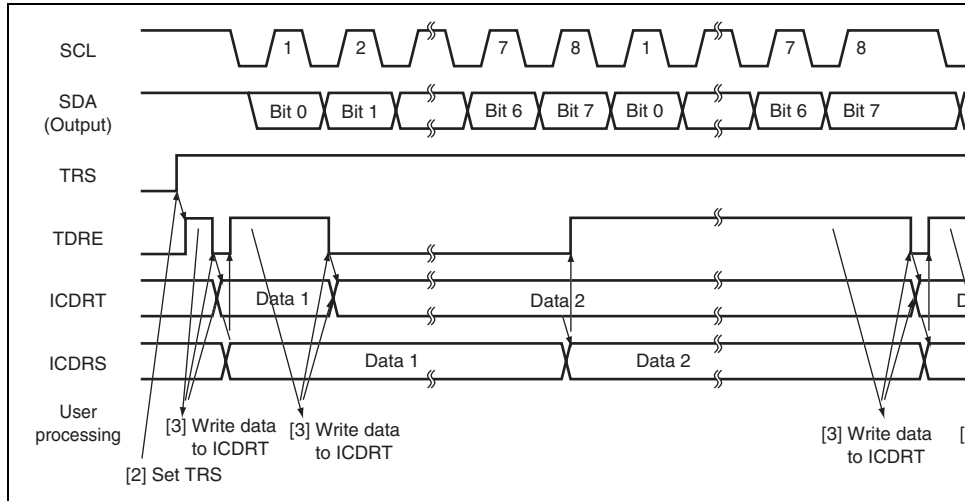 SCL 1 2 7 8 1 7 8
SDA
(Output) Bit 0 Bit 1 Bit 6 Bit 7 Bit 0 Bit 6 Bit 7
TRS
TDRE
ICDRT Data 1 Data 2 D
ICDRS Data 1 Data 2
User
processing
[3] Write data
to ICDRT
[3] Write data
to ICDRT
[3] Write data
to ICDRT
[
[2] Set TRS